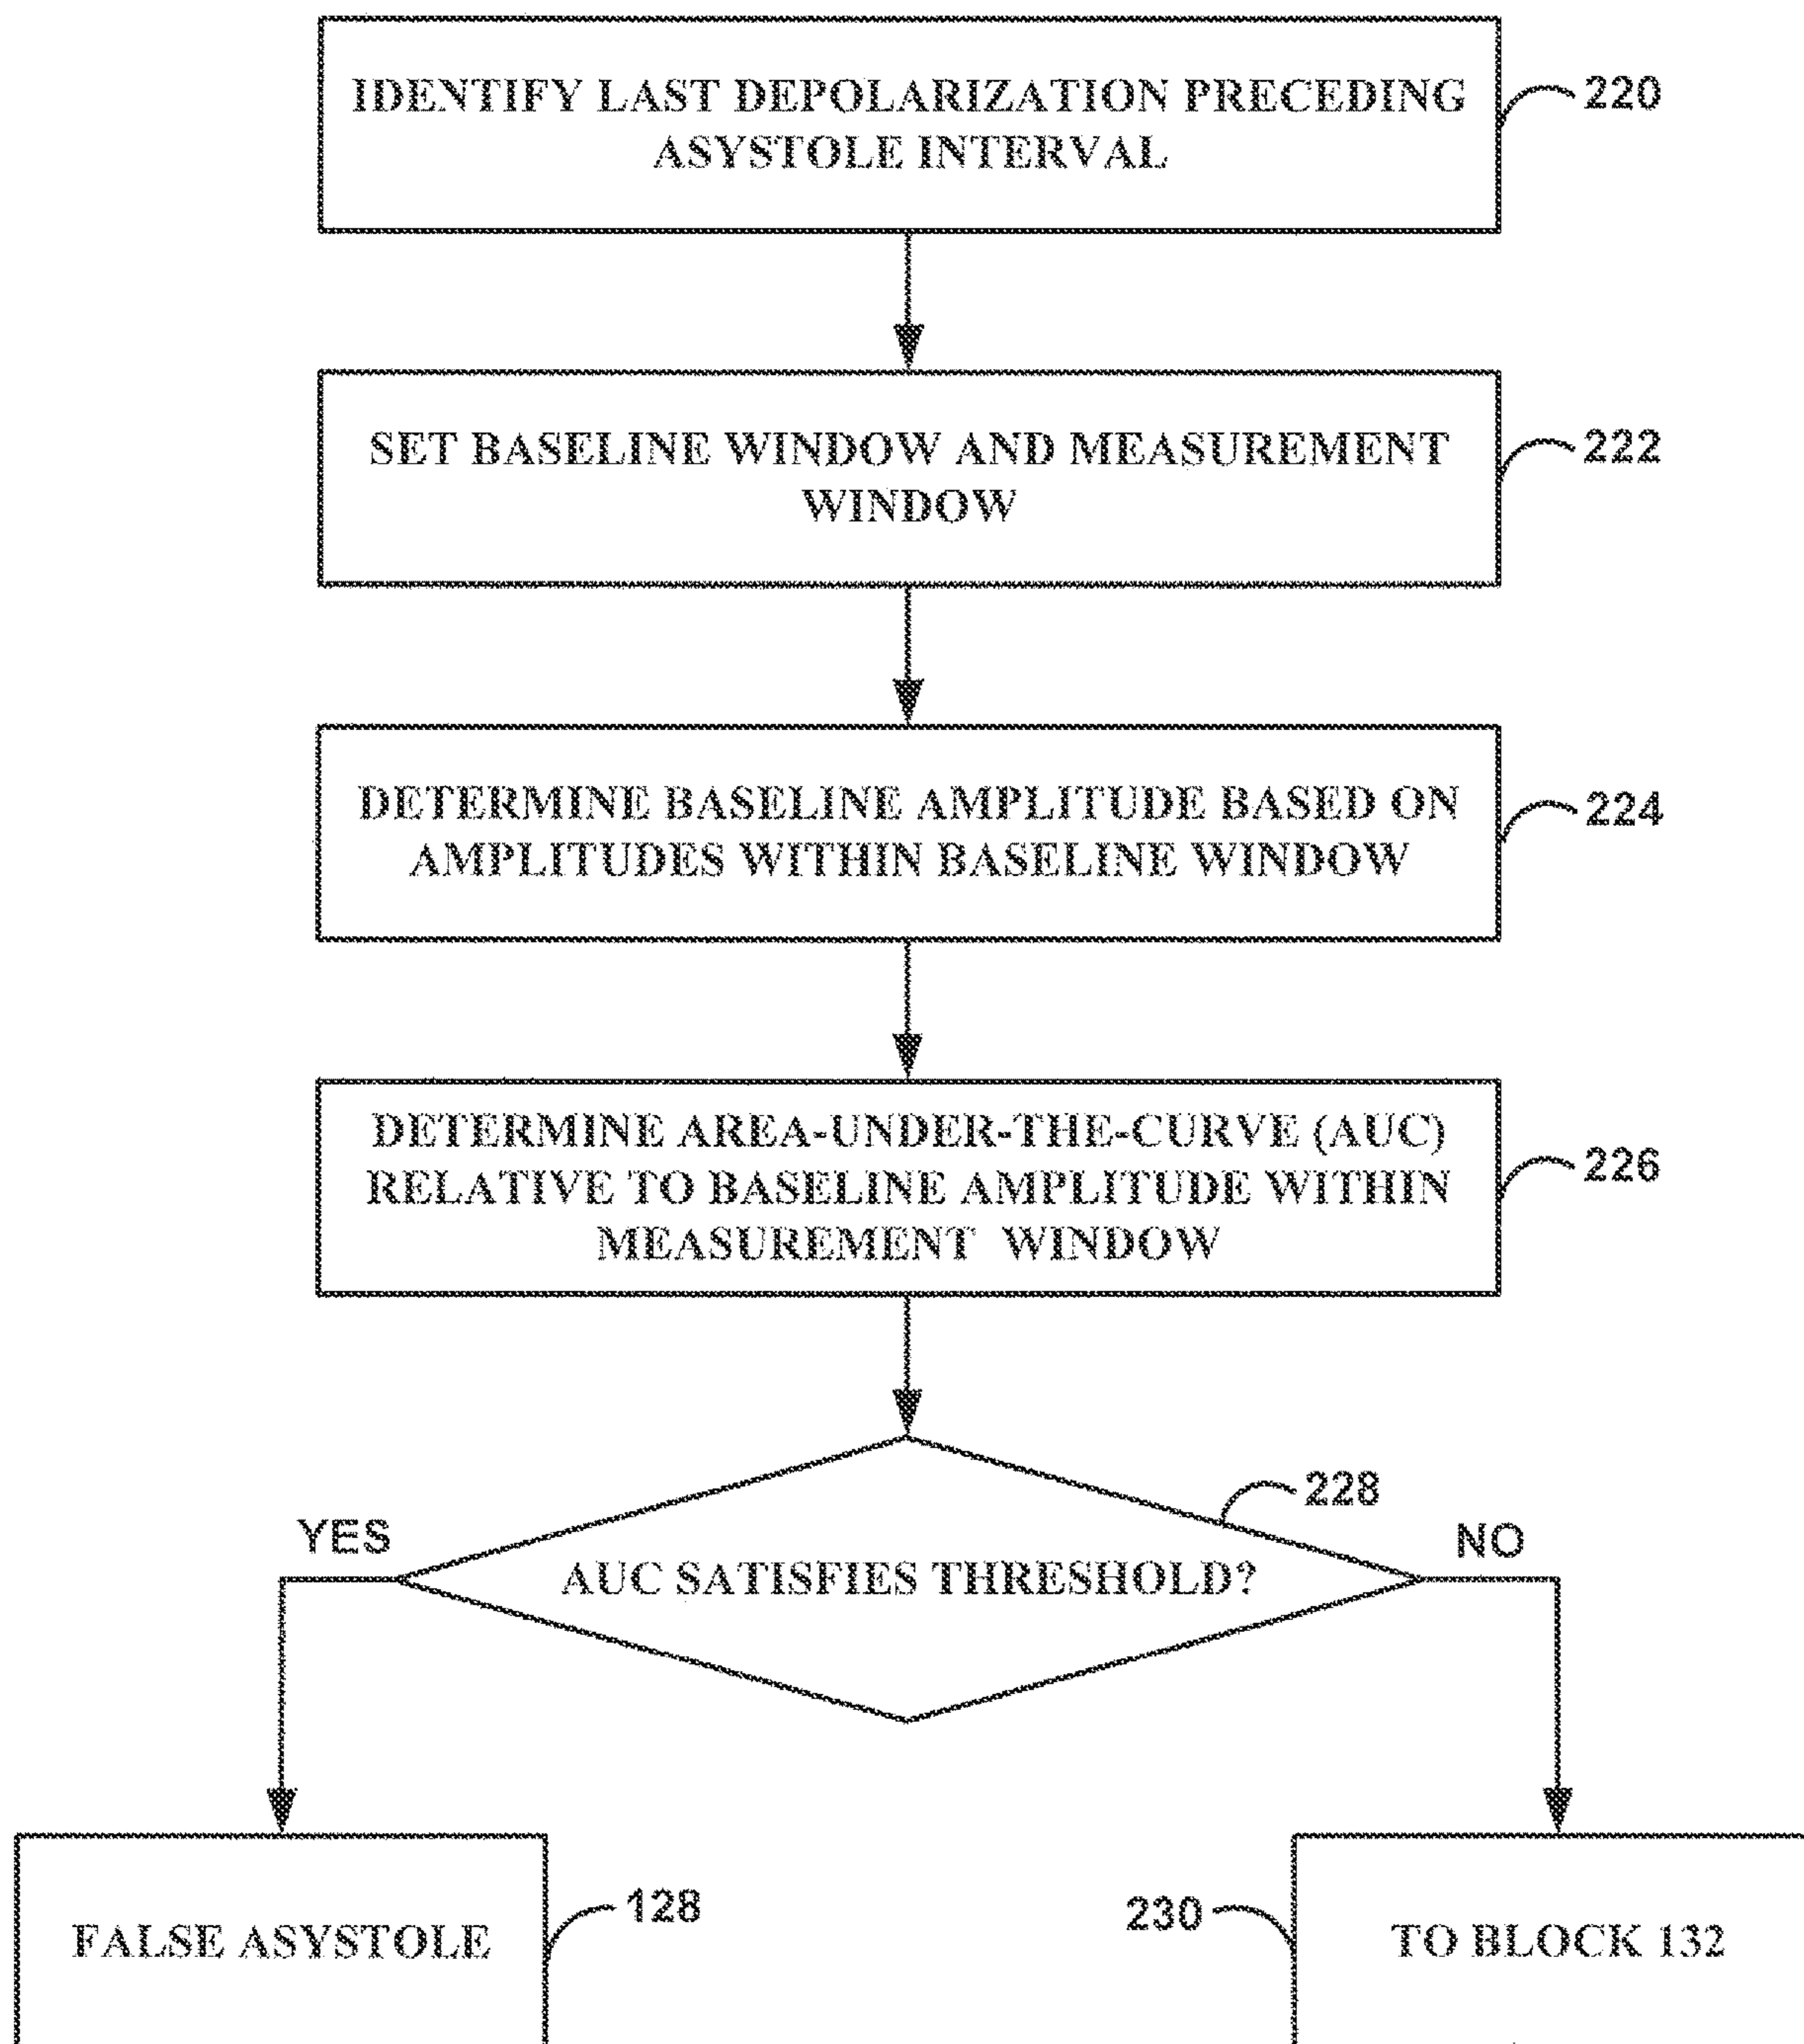 IDENTIFY LAST DEPOLARIZATION PRECEDING
ASYSTOLE INTERVAL
220
SET BASELINE WINDOW AND MEASUREMENT
WINDOW
222
DETERMINE BASELINE AMPLITUDE BASED ON
AMPLITUDES WITHIN BASELINE WINDOW
224
DETERMINE AREA-UNDER-THE-CURVE (AUC)
RELATIVE TO BASELINE AMPLITUDE WITHIN
MEASUREMENT WINDOW
226
228
YES
NO
AUC SATISFIES THRESHOLD?
FALSE ASYSTOLE
128
230
TO BLOCK 132